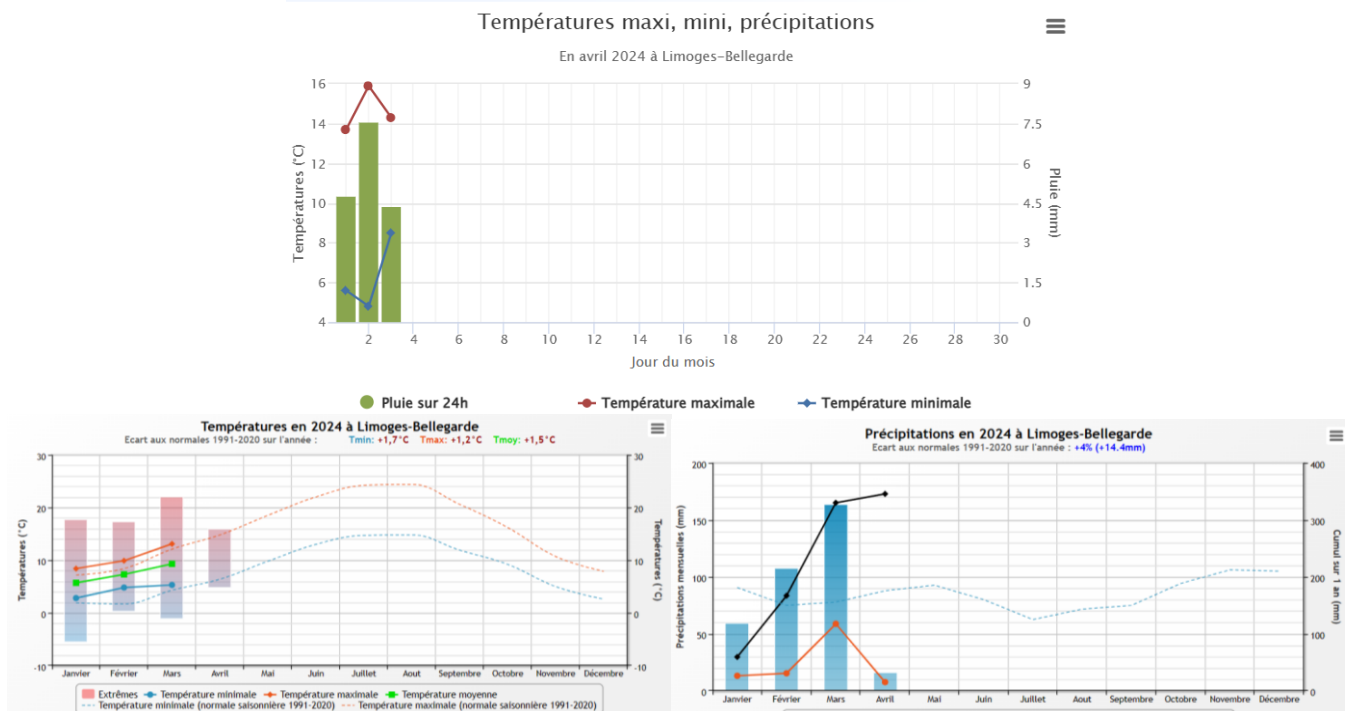 Températures maxi, mini, précipitations
En avril 2024 à Limoges-Bellegarde
16
14
12
10
8
6
4
Températures (°C)
9
7.5
6
4.5
3
1.5
0
Pluie (mm)
2 4 6 8 10 12 14 16 18 20 22 24 26 28 30
Jour du mois
Pluie sur 24h Température maximale Température minimale
Températures en 2024 à Limoges-Bellegarde
Ecart aux normales 1991-2020 sur l'année : Tmin: +1,7°C Tmax: +1,2°C Tmoy: +1,5°C
30
20
10
0
-10
Températures (°C)
30
20
10
0
-10
Températures (°C)
Janvier Février Mars Avril Mai Juin Juillet Aout Septembre Octobre Novembre Décembre
Extrêmes Température minimale Température maximale Température moyenne
Température minimale (normale saisonnière 1991-2020) Température maximale (normale saisonnière 1991-2020)
Précipitations en 2024 à Limoges-Bellegarde
Ecart aux normales 1991-2020 sur l'année : +4% (+14.4mm)
200
150
100
50
0
Précipitations mensuelles (mm)
400
300
200
100
0
Cumul sur 1 an (mm)
Janvier Février Mars Avril Mai Juin Juillet Aout Septembre Octobre Novembre Décembre